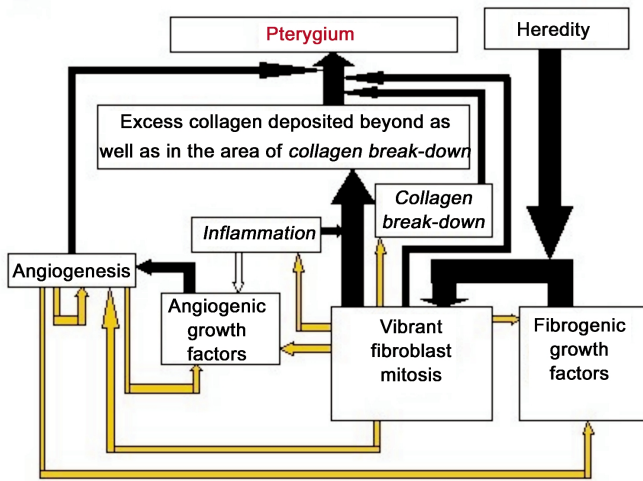 Pterygium
Heredity
Excess collagen deposited beyond as
well as in the area of collagen break-down
Collagen
break-down
Inflammation
Angiogenesis
Angiogenic
growth
factors
Vibrant
fibroblast
mitosis
Fibrogenic
growth
factors